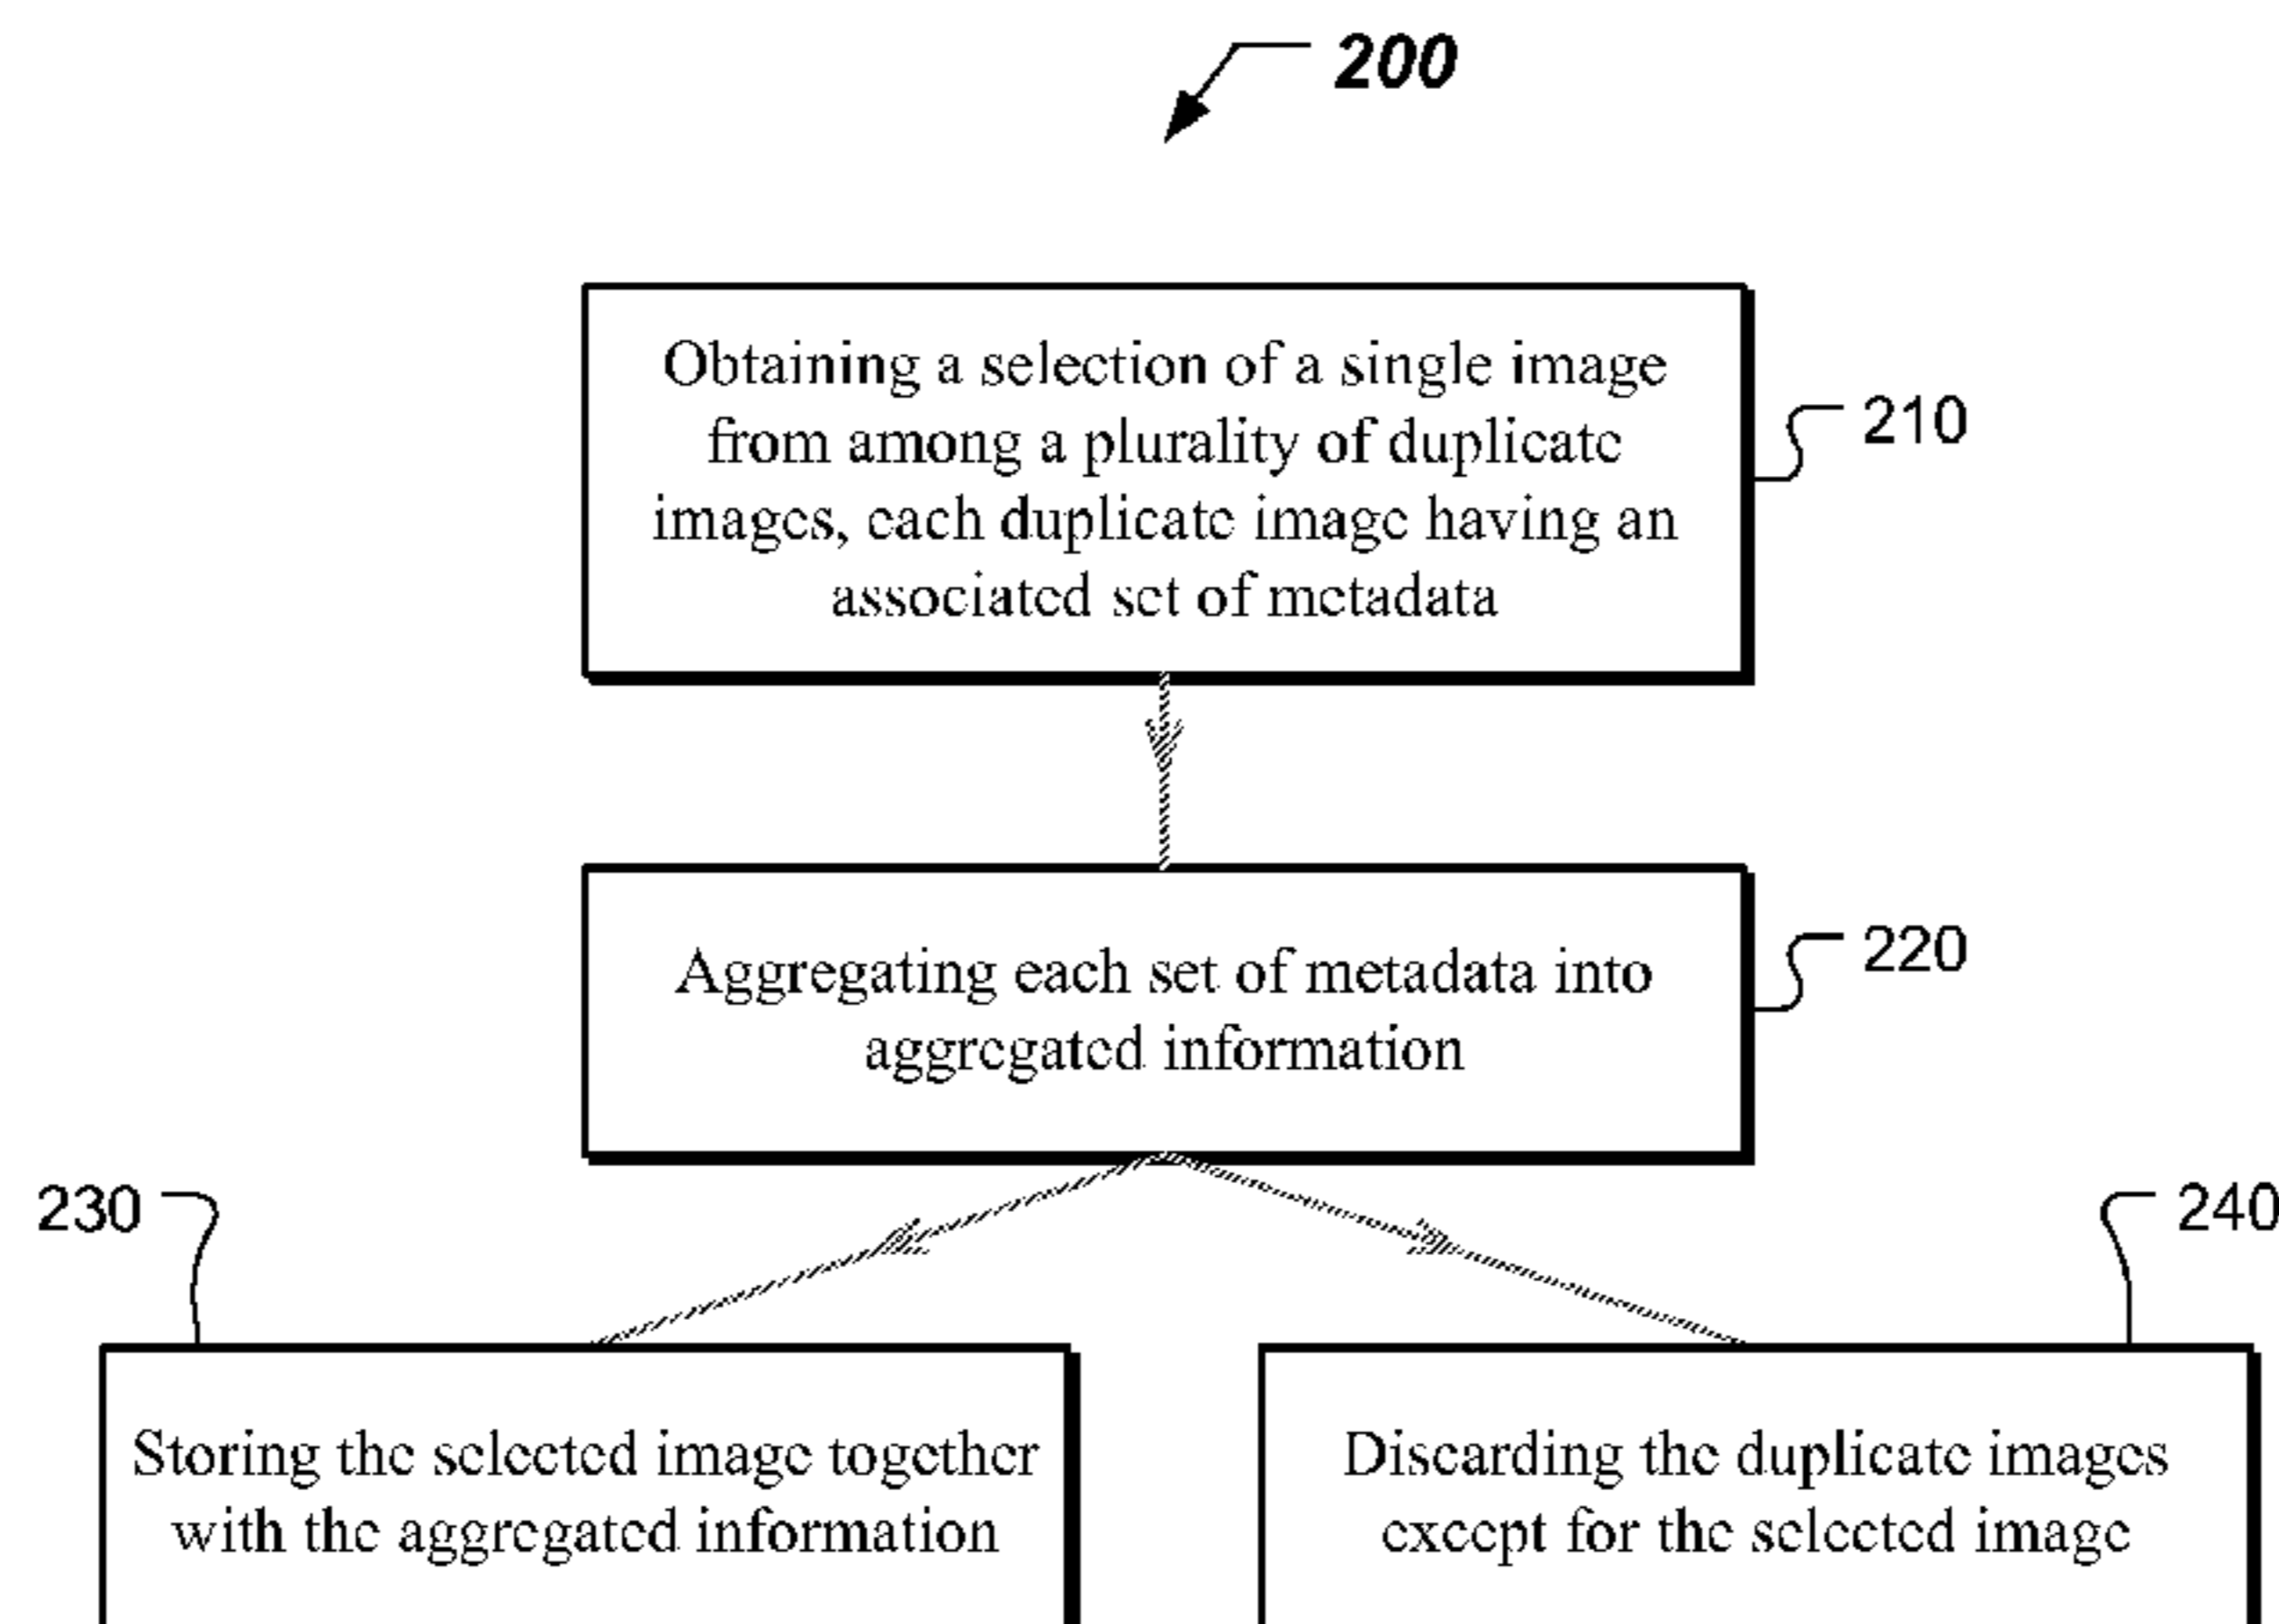 200
Obtaining a selection of a single image
from among a plurality of duplicate
images, each duplicate image having an
associated set of metadata
210
Aggregating each set of metadata into
aggregated information
220
230
240
Storing the selected image together
with the aggregated information
Discarding the duplicate images
except for the selected image